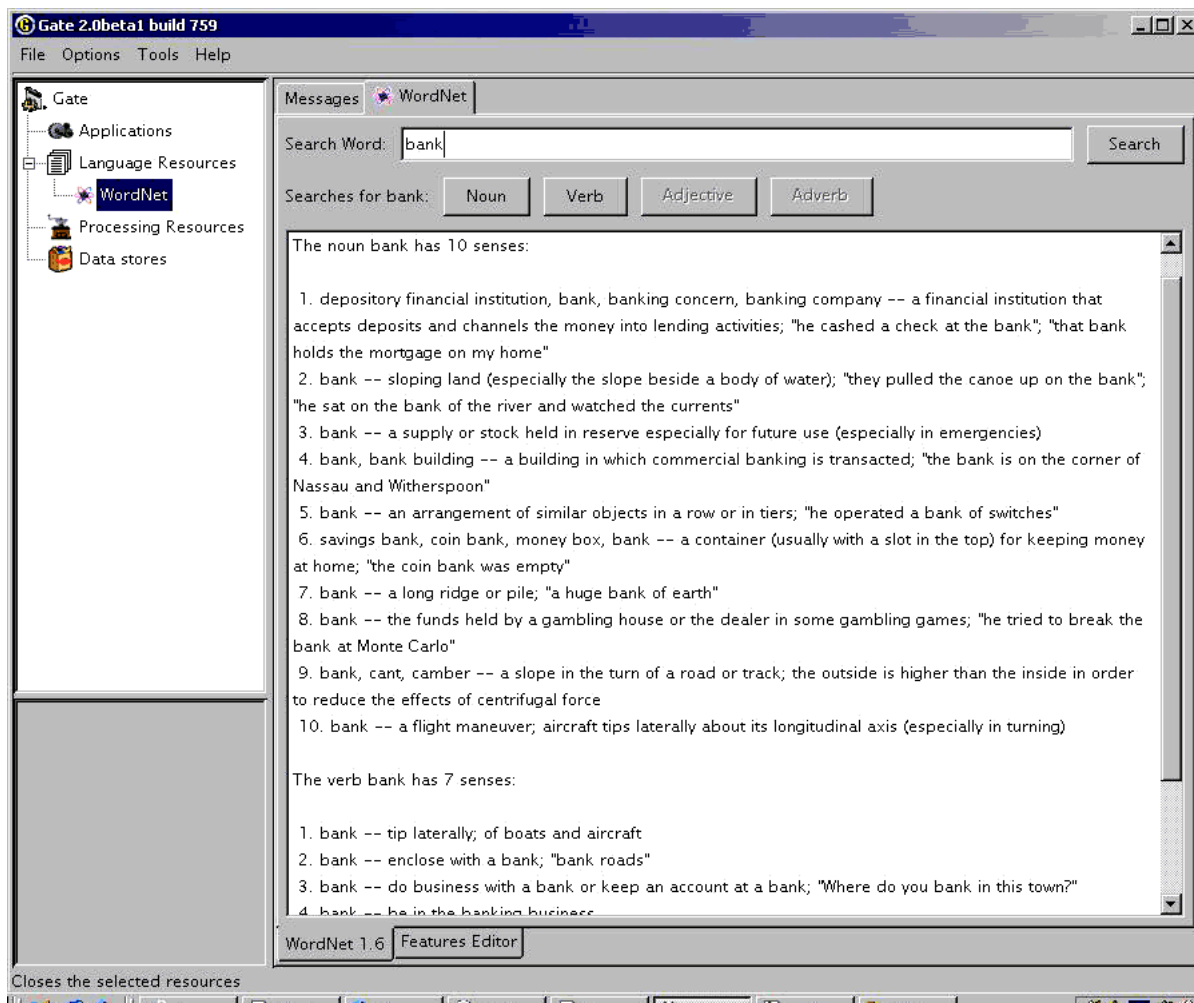 Gate 2.0beta1 build 759
File Options Tools Help
Gate
Applications
Language Resources
WordNet
Processing Resources
Data stores
Messages WordNet
Search Word: bank Search
Searches for bank: Noun Verb Adjective Adverb
The noun bank has 10 senses:
1. depository financial institution, bank, banking concern, banking company -- a financial institution that
accepts deposits and channels the money into lending activities; "he cashed a check at the bank"; "that bank
holds the mortgage on my home"
2. bank -- sloping land (especially the slope beside a body of water); "they pulled the canoe up on the bank";
"he sat on the bank of the river and watched the currents"
3. bank -- a supply or stock held in reserve especially for future use (especially in emergencies)
4. bank, bank building -- a building in which commercial banking is transacted; "the bank is on the corner of
Nassau and Witherspoon"
5. bank -- an arrangement of similar objects in a row or in tiers; "he operated a bank of switches"
6. savings bank, coin bank, money box, bank -- a container (usually with a slot in the top) for keeping money
at home; "the coin bank was empty"
7. bank -- a long ridge or pile; "a huge bank of earth"
8. bank -- the funds held by a gambling house or the dealer in some gambling games; "he tried to break the
bank at Monte Carlo"
9. bank, cant, camber -- a slope in the turn of a road or track; the outside is higher than the inside in order
to reduce the effects of centrifugal force
10. bank -- a flight maneuver; aircraft tips laterally about its longitudinal axis (especially in turning)
The verb bank has 7 senses:
1. bank -- tip laterally; of boats and aircraft
2. bank -- enclose with a bank; "bank roads"
3. bank -- do business with a bank or keep an account at a bank; "Where do you bank in this town?"
4. bank -- be in the banking business
WordNet 1.6 Features Editor
Closes the selected resources